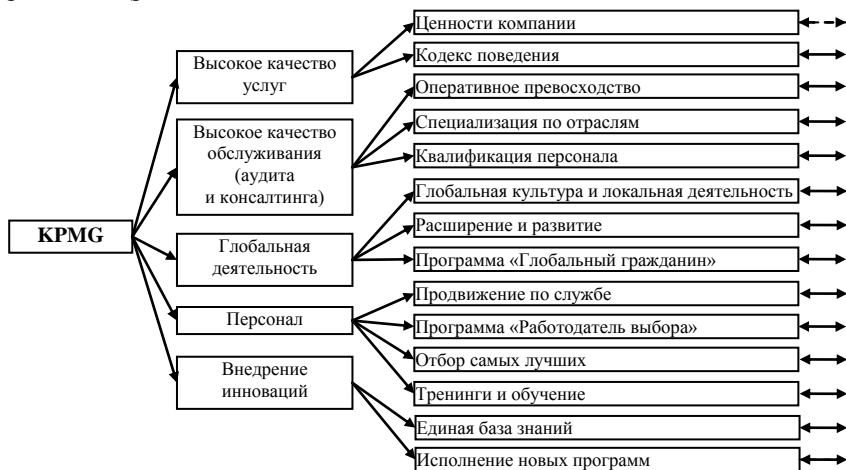 KPMG
Высокое качество
услуг
Высокое качество
обслуживания
(аудита
и консалтинга)
Глобальная
деятельность
Персонал
Внедрение
инноваций
Ценности компании
Кодекс поведения
Оперативное превосходство
Специализация по отраслям
Квалификация персонала
Глобальная культура и локальная деятельность
Расширение и развитие
Программа «Глобальный гражданин»
Продвижение по службе
Программа «Работодатель выбора»
Отбор самых лучших
Тренинги и обучение
Единая база знаний
Исполнение новых программ